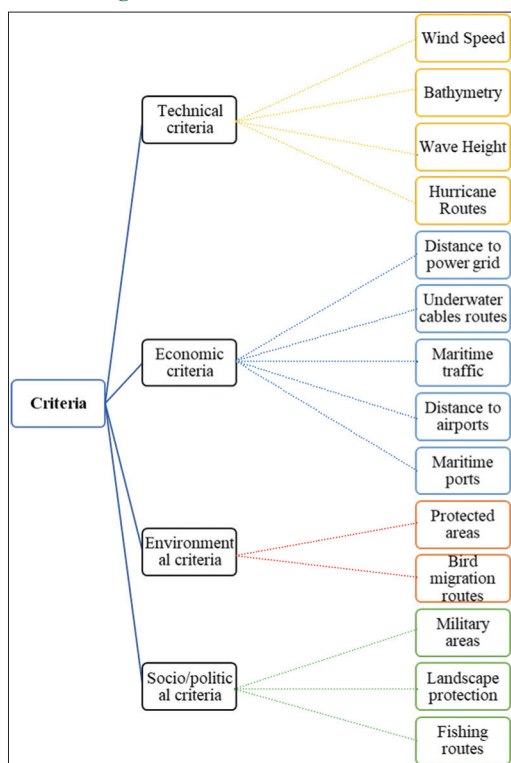 Wind Speed
Technical
criteria
Bathymetry
Wave Height
Hurricane
Routes
Distance to
power grid
Underwater
cables routes
Economic
criteria
Maritime
traffic
Distance to
airports
Maritime
ports
Criteria
Protected
areas
Environment
al criteria
Bird
migration
routes
Military
areas
Socio/politic
al criteria
Landscape
protection
Fishing
routes